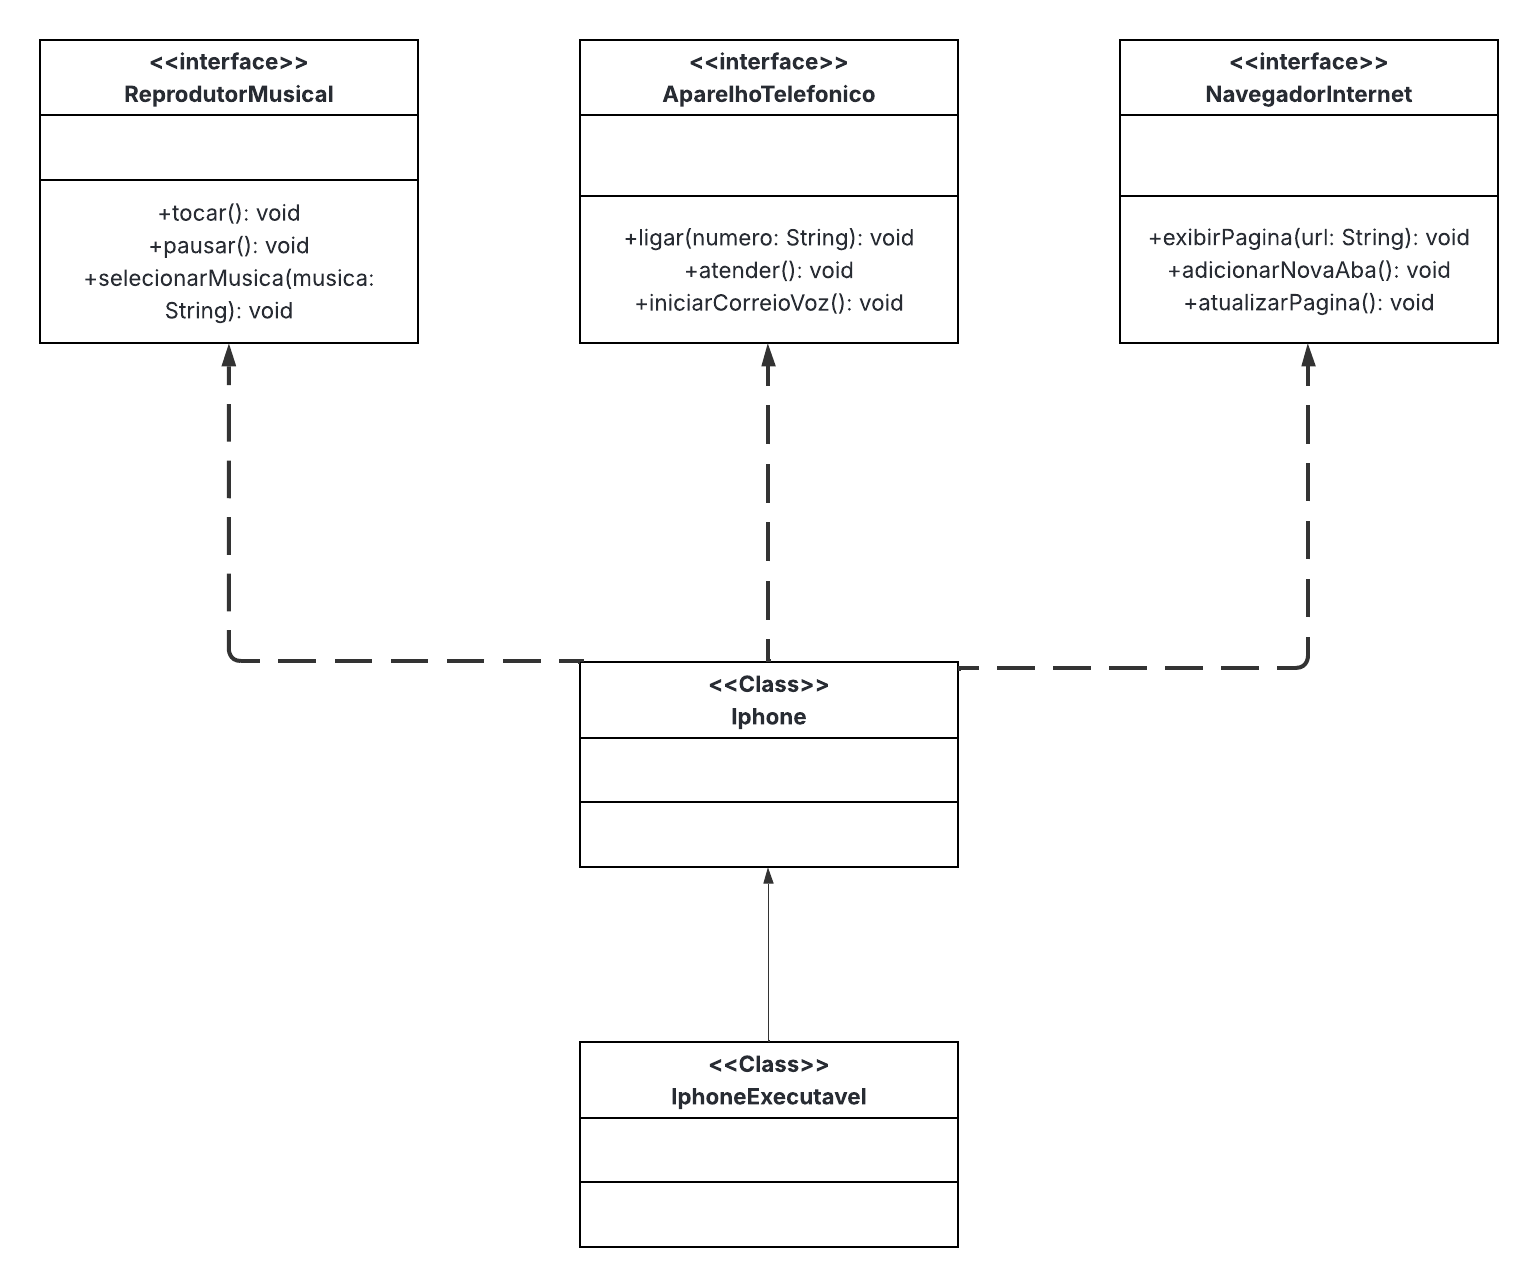 <<interface>>
ReprodutorMusical
+tocar(): void
+pausar(): void
+selecionarMusica(musica:
String): void
<<interface>>
AparelhoTelefonico
+ligar(numero: String): void
+atender(): void
+iniciarCorreioVoz(): void
<<interface>>
NavegadorInternet
+exibirPagina(url: String): void
+adicionarNovaAba(): void
+atualizarPagina(): void
<<Class>>
Iphone
<<Class>>
IphoneExecutavel